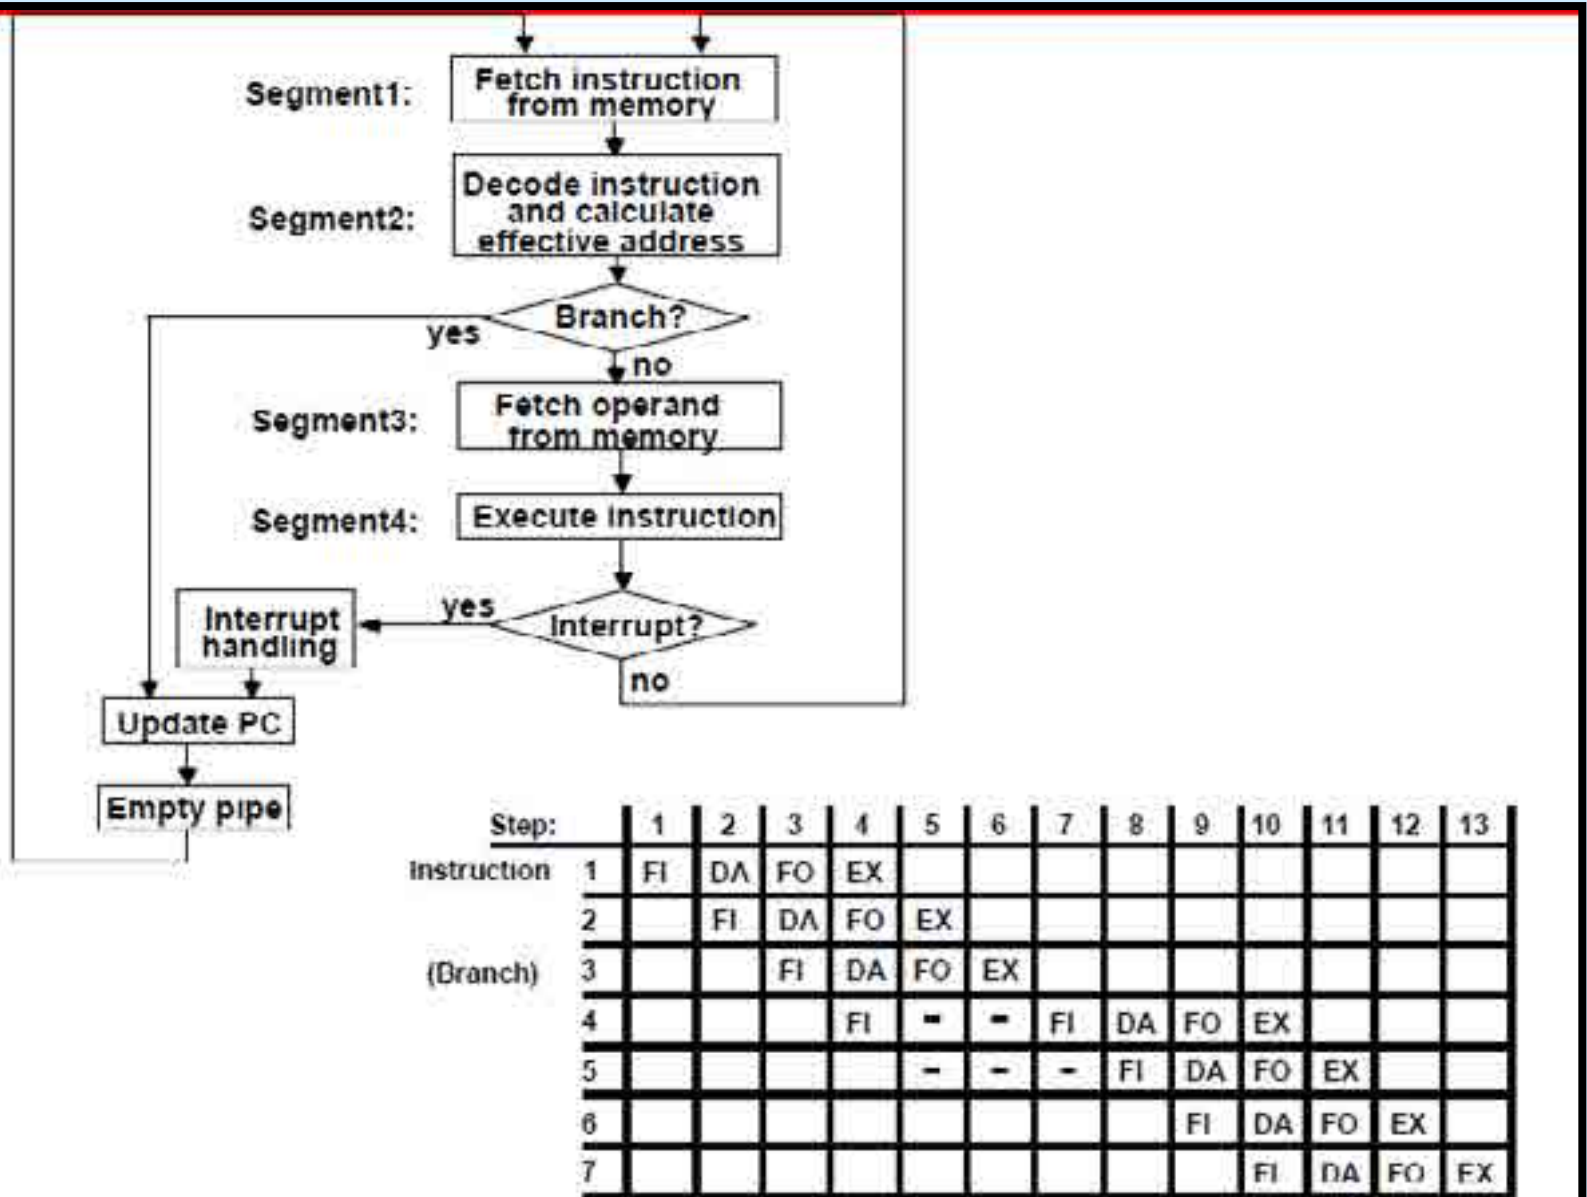 Segment1:
Fetch instruction
from memory
Segment2:
Decode instruction
and calculate
effective address
Branch?
yes
no
Segment3:
Fetch operand
from memory
Segment4:
Execute instruction
Interrupt?
yes
no
Interrupt
handling
Update PC
Empty pipe
Step: 1 2 3 4 5 6 7 8 9 10 11 12 13
Instruction 1 FI DA FO EX
2 FI DA FO EX
(Branch) 3 FI DA FO EX
4 FI - - FI DA FO EX
5 - - - FI DA FO EX
6 FI DA FO EX
7 FI DA FO EX